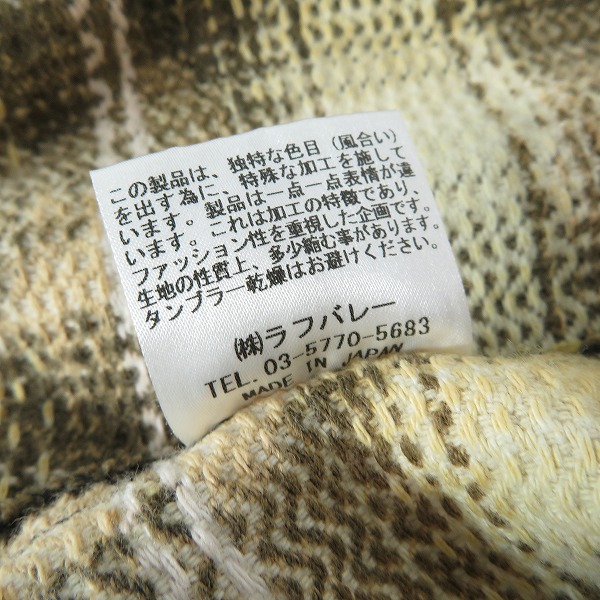 この製品は、独特な色目（風合い）
を出す為に、特殊な加工を施して
います。製品は一点一点表情が違
います。これは加工の特徴であり、
ファッション性を重視した企画です。
生地の性質上、多少縮む事があります。
タンブラー乾燥はお避けください。
㈱ラフバレー
TEL. 03-5770-5683
MADE IN JAPAN